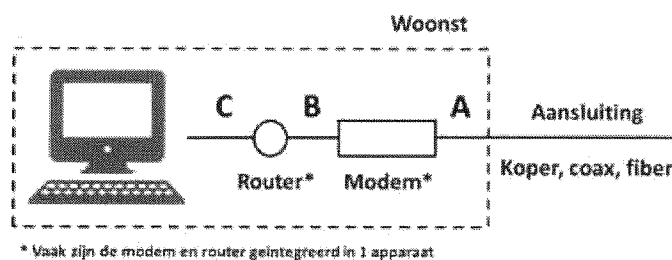 Woonst
C B A Aansluiting
Router* Modem* Koper, coax, fiber
* Vaak zijn de modem en router geïntegreerd in 1 apparaat